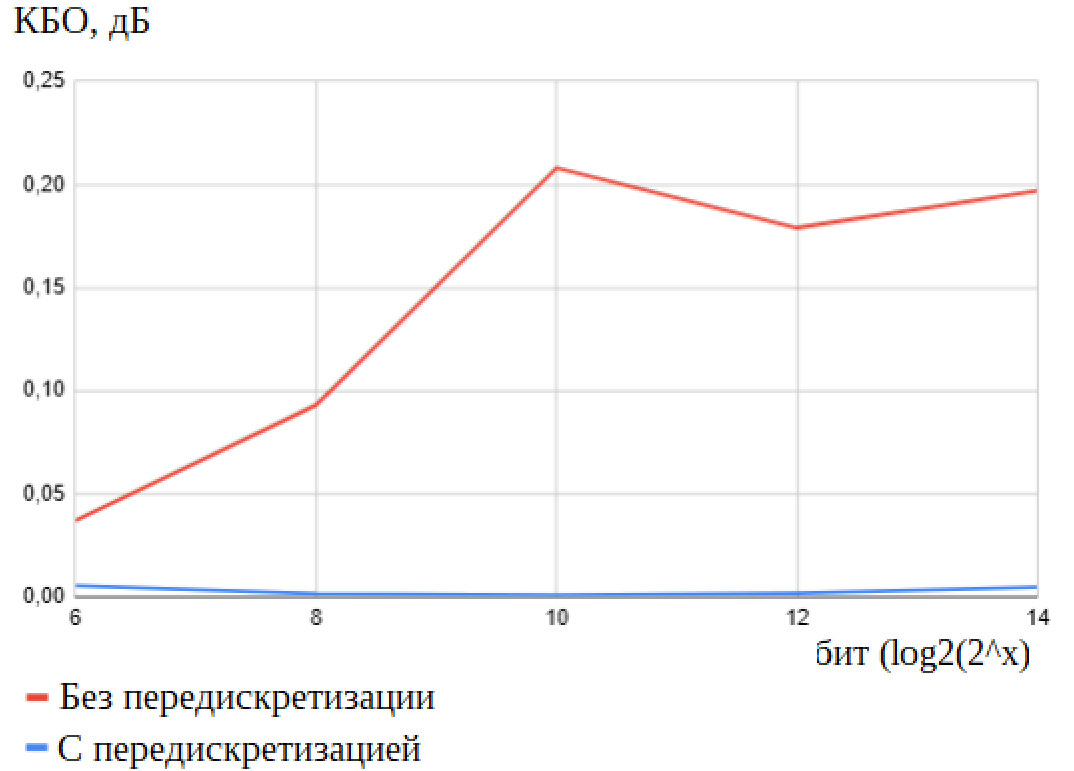 КБО, дБ
0,25
0,20
0,15
0,10
0,05
0,00
6 8 10 12 14
бит (log2(2^x)
Без передискретизации
С передискретизацией